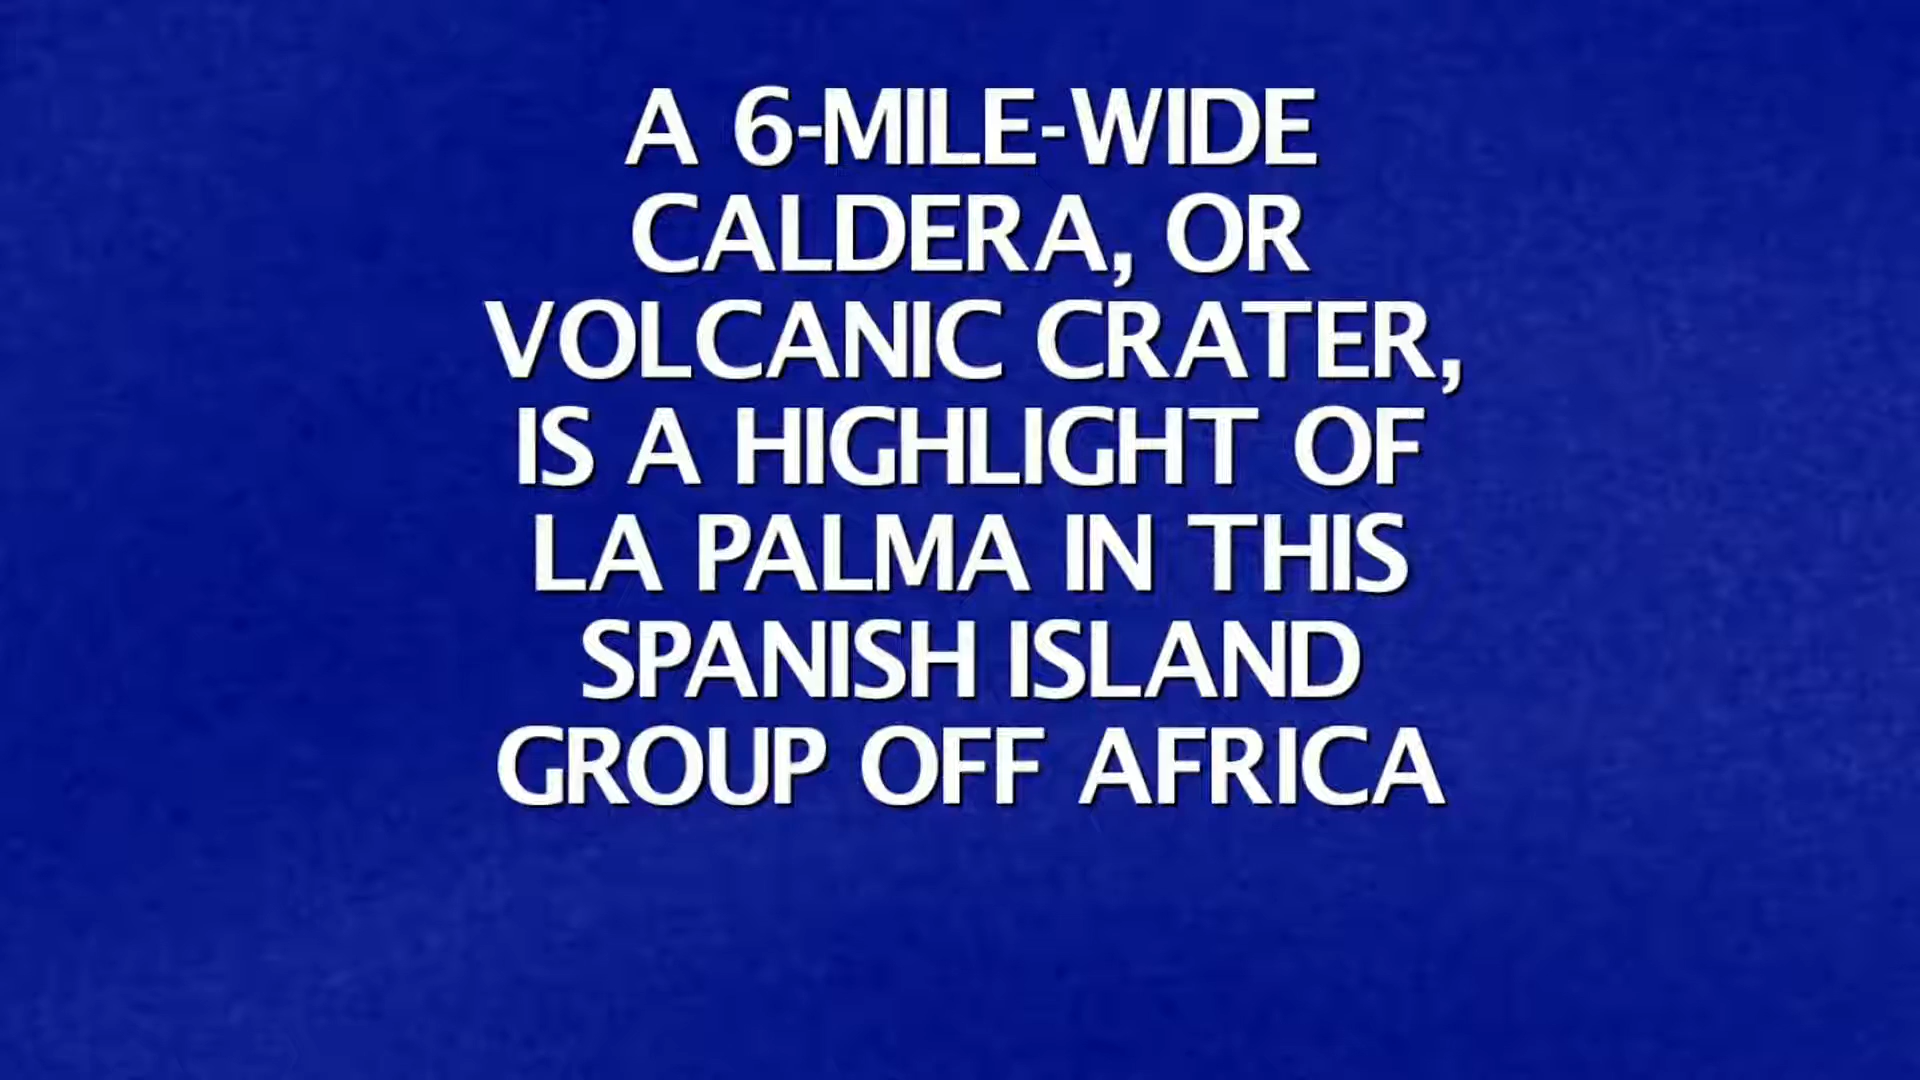 A 6-MILE-WIDE
CALDERA, OR
VOLCANIC CRATER,
IS A HIGHLIGHT OF
LA PALMA IN THIS
SPANISH ISLAND
GROUP OFF AFRICA